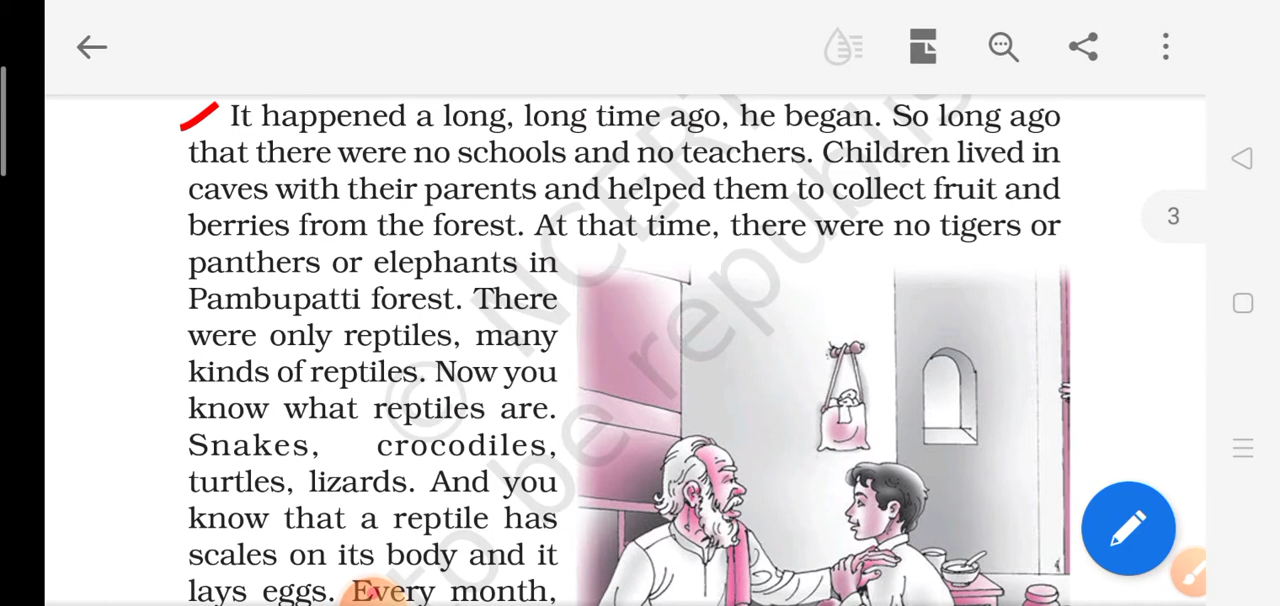 It happened a long, long time ago, he began. So long ago
that there were no schools and no teachers. Children lived in
caves with their parents and helped them to collect fruit and
berries from the forest. At that time, there were no tigers or
panthers or elephants in
Pambupatti forest. There
were only reptiles, many
kinds of reptiles. Now you
know what reptiles are.
Snakes, crocodiles,
turtles, lizards. And you
know that a reptile has
scales on its body and it
lays eggs. Every month,
3
© NCERT
to be republi